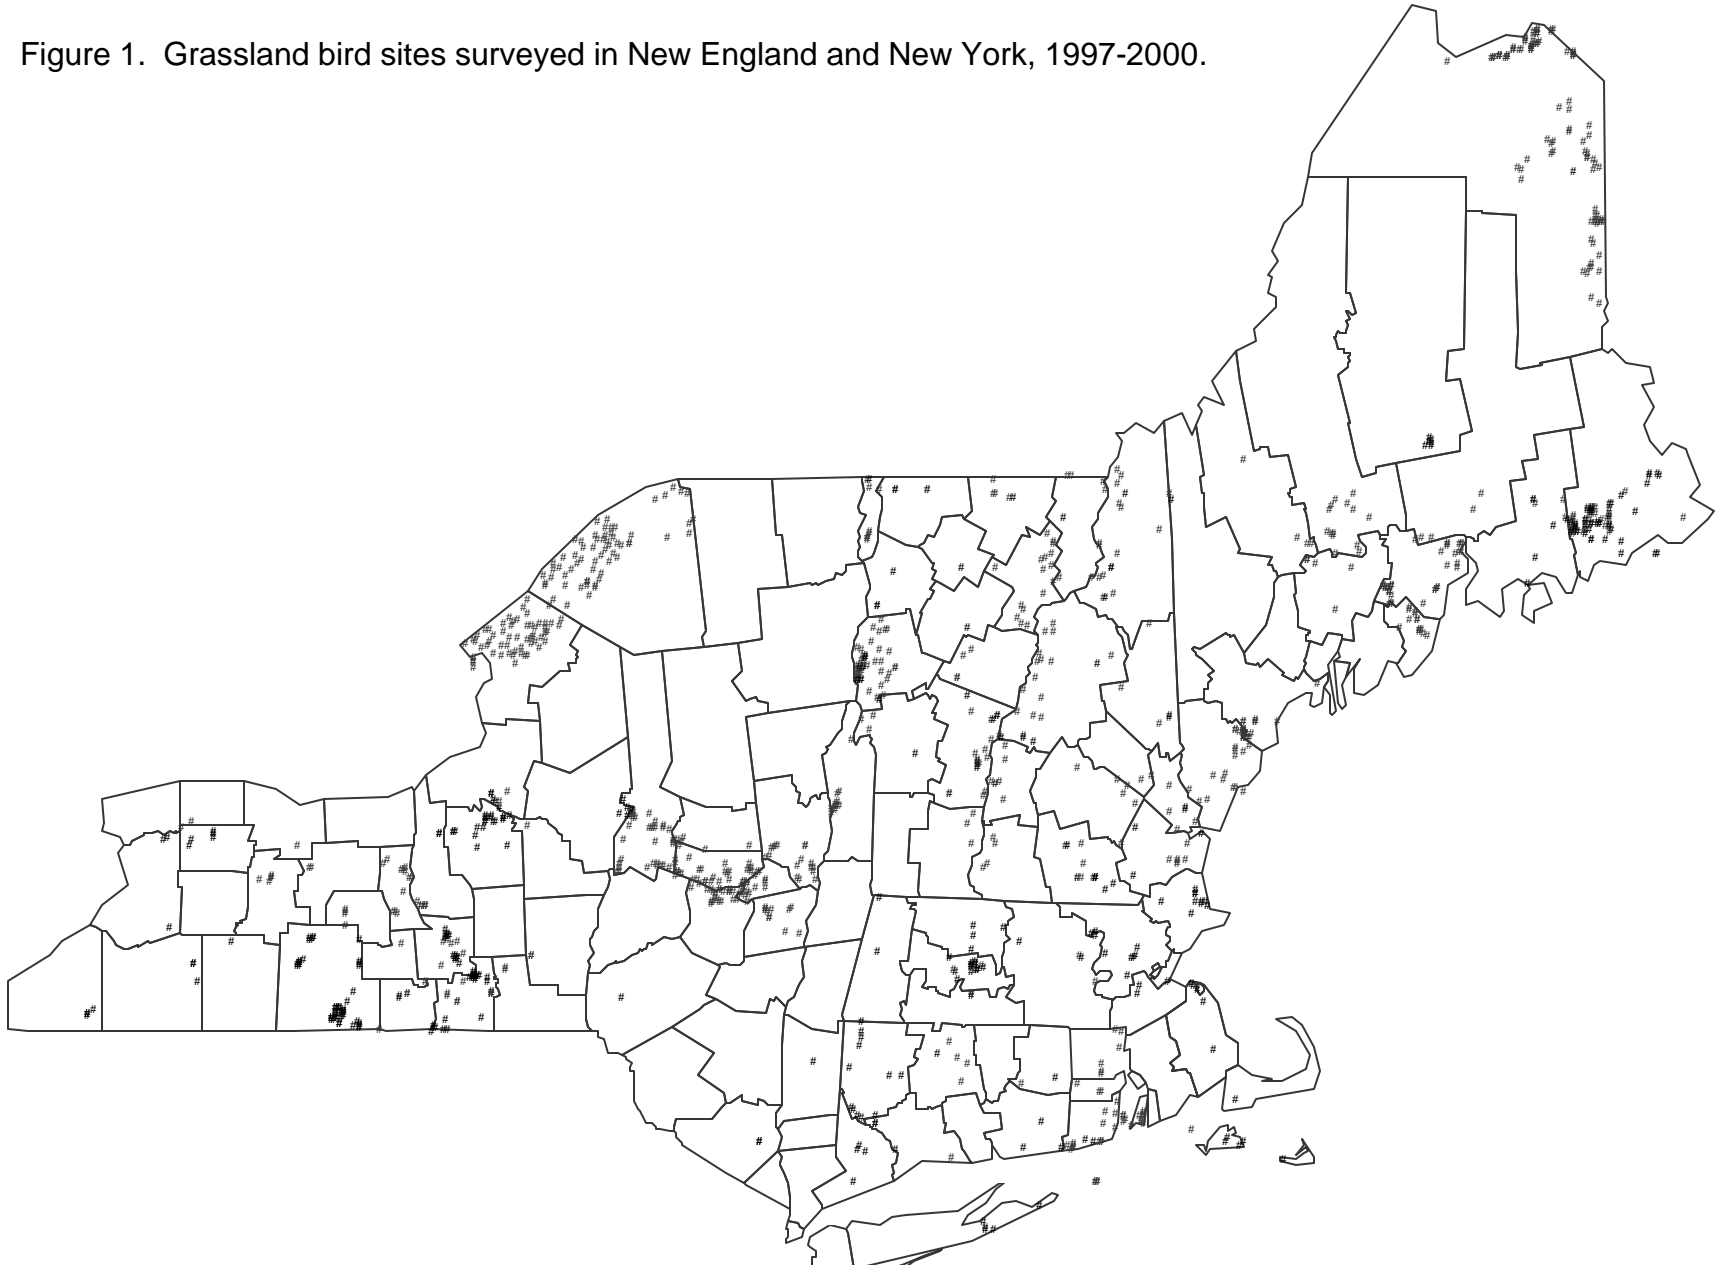 Figure 1.  Grassland bird sites surveyed in New England and New York, 1997-2000.